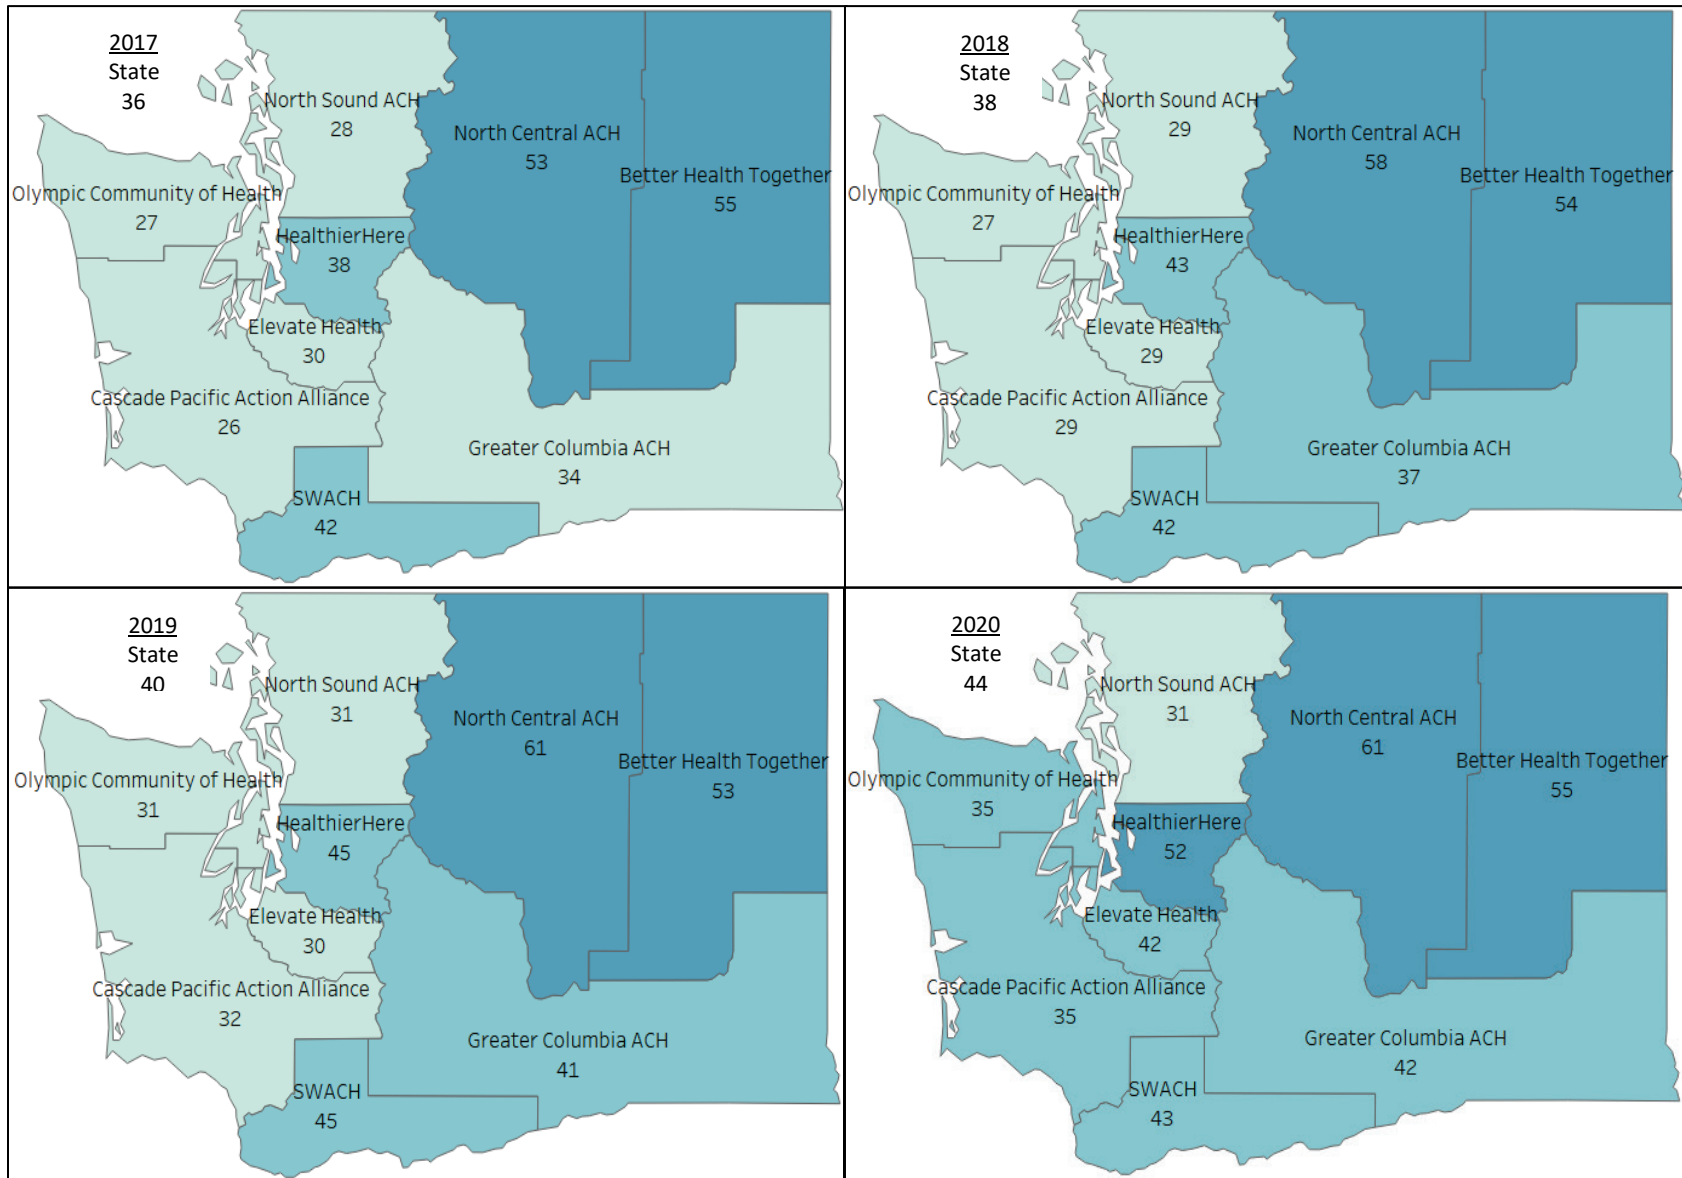 2017
State
36
North Sound ACH
28
North Central ACH
53
Better Health Together
55
Olympic Community of Health
27
HealthierHere
38
Elevate Health
30
Cascade Pacific Action Alliance
26
Greater Columbia ACH
34
SWACH
42
2018
State
38
North Sound ACH
29
North Central ACH
58
Better Health Together
54
Olympic Community of Health
27
HealthierHere
43
Elevate Health
29
Cascade Pacific Action Alliance
29
Greater Columbia ACH
37
SWACH
42
2019
State
40
North Sound ACH
31
North Central ACH
61
Better Health Together
53
Olympic Community of Health
31
HealthierHere
45
Elevate Health
30
Cascade Pacific Action Alliance
32
Greater Columbia ACH
41
SWACH
45
2020
State
44
North Sound ACH
31
North Central ACH
61
Better Health Together
55
Olympic Community of Health
35
HealthierHere
52
Elevate Health
42
Cascade Pacific Action Alliance
35
Greater Columbia ACH
42
SWACH
43